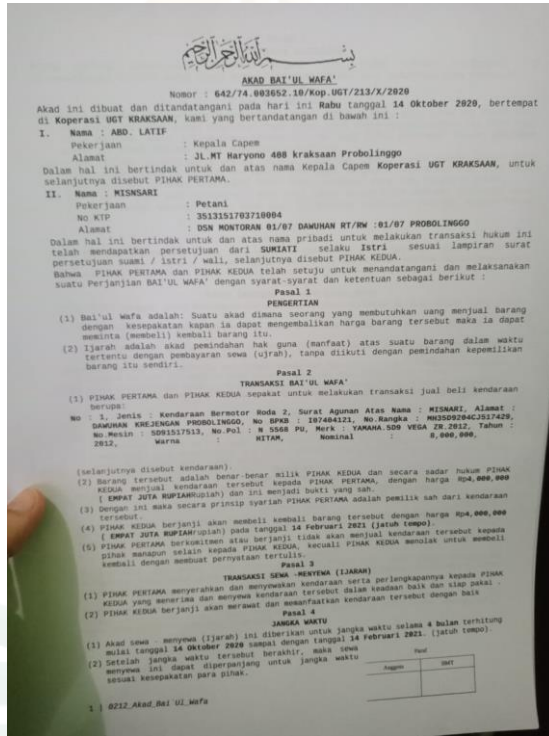 بسم الله الرحمن الرحيم
AKAD BAI'UL WAFA'
Nomor : 642/74.003652.10/Kop.UGT/213/X/2020
Akad ini dibuat dan ditandatangani pada hari ini Rabu tanggal 14 Oktober 2020, bertempat
di Koperasi UGT KRAKSAAN, kami yang bertandatangan di bawah ini :
I. Nama : ABD. LATIF
Pekerjaan : Kepala Capem
Alamat : JL.MT Haryono 408 kraksaan Probolinggo
Dalam hal ini bertindak untuk dan atas nama Kepala Capem Koperasi UGT KRAKSAAN, untuk
selanjutnya disebut PIHAK PERTAMA.
II. Nama : MISNSARI
Pekerjaan : Petani
No KTP : 3513151703710004
Alamat : DSN MONTORAN 01/07 DAWUHAN RT/RW :01/07 PROBOLINGGO
Dalam hal ini bertindak untuk dan atas nama pribadi untuk melakukan transaksi hukum ini
telah mendapatkan persetujuan dari SUMIATI selaku Istri sesuai lampiran surat
persetujuan suami / istri / wali, selanjutnya disebut PIHAK KEDUA.
Bahwa PIHAK PERTAMA dan PIHAK KEDUA telah setuju untuk menandatangani dan melaksanakan
suatu Perjanjian BAI'UL WAFA' dengan syarat-syarat dan ketentuan sebagai berikut :
Pasal 1
PENGERTIAN
(1) Bai'ul Wafa adalah: Suatu akad dimana seorang yang membutuhkan uang menjual barang
dengan kesepakatan kapan ia dapat mengembalikan harga barang tersebut maka ia dapat
meminta (membeli) kembali barang itu.
(2) Ijarah adalah akad pemindahan hak guna (manfaat) atas suatu barang dalam waktu
tertentu dengan pembayaran sewa (ujrah), tanpa diikuti dengan pemindahan kepemilikan
barang itu sendiri.
Pasal 2
TRANSAKSI BAI'UL WAFA'
(1) PIHAK PERTAMA dan PIHAK KEDUA sepakat untuk melakukan transaksi jual beli kendaraan
berupa:
No : 1, Jenis : Kendaraan Bermotor Roda 2, Surat Agunan Atas Nama : MISNARI, Alamat :
DAWUHAN KREJENGAN PROBOLINGGO, No BPKB : I07404121, No.Rangka : MH35D9204CJ517429,
No.Mesin : 5D91517513, No.Pol : N 5568 PU, Merk : YAMAHA.5D9 VEGA ZR.2012, Tahun :
2012, Warna : HITAM, Nominal : 8,000,000,
(selanjutnya disebut kendaraan).
(2) Barang tersebut adalah benar-benar milik PIHAK KEDUA dan secara sadar hukum PIHAK
KEDUA menjual kendaraan tersebut kepada PIHAK PERTAMA, dengan harga Rp4,000,000
( EMPAT JUTA RUPIAHRupiah) dan ini menjadi bukti yang sah.
(3) Dengan ini maka secara prinsip syariah PIHAK PERTAMA adalah pemilik sah dari kendaraan
tersebut.
(4) PIHAK KEDUA berjanji akan membeli kembali barang tersebut dengan harga Rp4,000,000
( EMPAT JUTA RUPIAHRupiah) pada tanggal 14 Februari 2021 (jatuh tempo).
(5) PIHAK PERTAMA berkomitmen atau berjanji tidak akan menjual kendaraan tersebut kepada
pihak manapun selain kepada PIHAK KEDUA, kecuali PIHAK KEDUA menolak untuk membeli
kembali dengan membuat pernyataan tertulis.
Pasal 3
TRANSAKSI SEWA -MENYEWA (IJARAH)
(1) PIHAK PERTAMA menyerahkan dan menyewakan kendaraan serta perlengkapannya kepada PIHAK
KEDUA yang menerima dan menyewa kendaraan tersebut dalam keadaan baik dan siap pakai .
(2) PIHAK KEDUA berjanji akan merawat dan memanfaatkan kendaraan tersebut dengan baik
Pasal 4
JANGKA WAKTU
(1) Akad sewa - menyewa (Ijarah) ini diberikan untuk jangka waktu selama 4 bulan terhitung
mulai tanggal 14 Oktober 2020 sampai dengan tanggal 14 Februari 2021. (jatuh tempo).
(2) Setelah jangka waktu tersebut berakhir, maka sewa
menyewa ini dapat diperpanjang untuk jangka waktu
sesuai kesepakatan para pihak.
Paraf
Anggota BMT
1 | 0212_Akad_Bai`Ul_Wafa